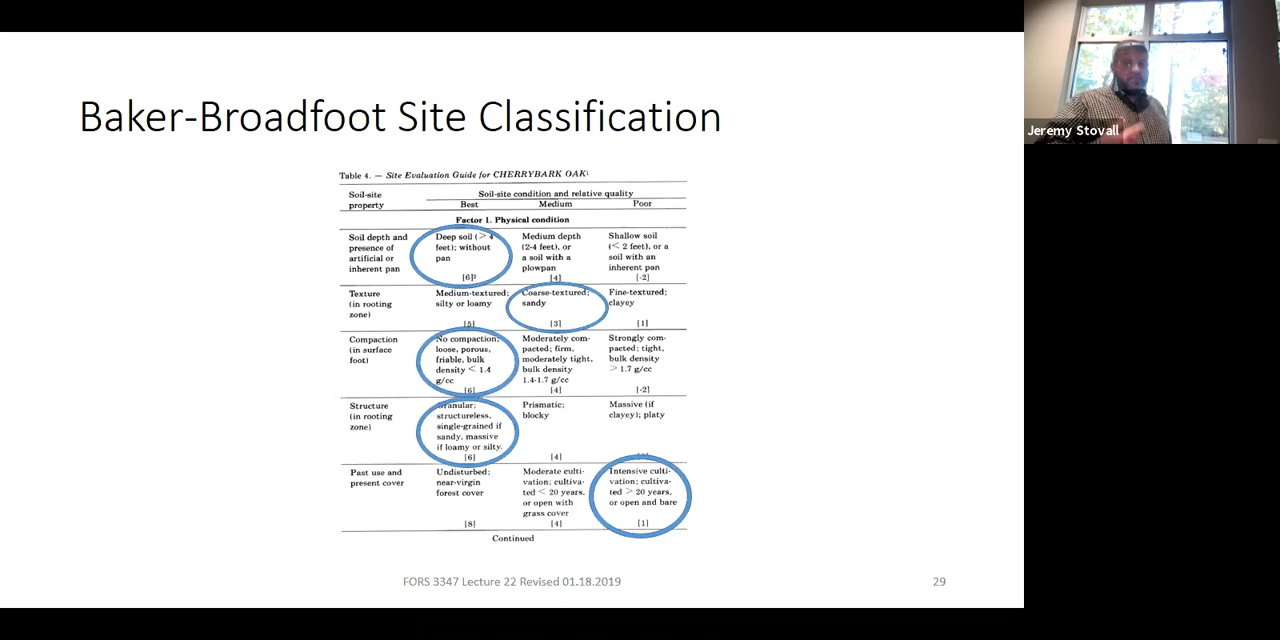 Baker-Broadfoot Site Classification
Jeremy Stovall
Table 4. — Site Evaluation Guide for CHERRYBARK OAK¹
Soil-site property
Soil-site condition and relative quality
Best Medium Poor
Factor 1. Physical condition
Soil depth and
presence of
artificial or
inherent pan
Deep soil (> 4
feet); without
pan
[6]²
Medium depth
(2-4 feet), or
a soil with a
plowpan
[4]
Shallow soil
(< 2 feet), or a
soil with an
inherent pan
[-2]
Texture
(in rooting
zone)
Medium-textured;
silty or loamy
[5]
Coarse-textured;
sandy
[3]
Fine-textured;
clayey
[1]
Compaction
(in surface
foot)
No compaction;
loose, porous,
friable, bulk
density < 1.4
g/cc
[6]
Moderately com-
pacted; firm,
moderately tight,
bulk density
1.4-1.7 g/cc
[4]
Strongly com-
pacted; tight,
bulk density
> 1.7 g/cc
[-2]
Structure
(in rooting
zone)
Granular;
structureless,
single-grained if
sandy, massive
if loamy or silty.
[6]
Prismatic;
blocky
[4]
Massive (if
clayey); platy
Past use and
present cover
Undisturbed;
near-virgin
forest cover
[8]
Moderate culti-
vation; cultiva-
ted < 20 years,
or open with
grass cover
[4]
Intensive culti-
vation; cultiva-
ted > 20 years,
or open and bare
[1]
Continued
FORS 3347 Lecture 22 Revised 01.18.2019
29